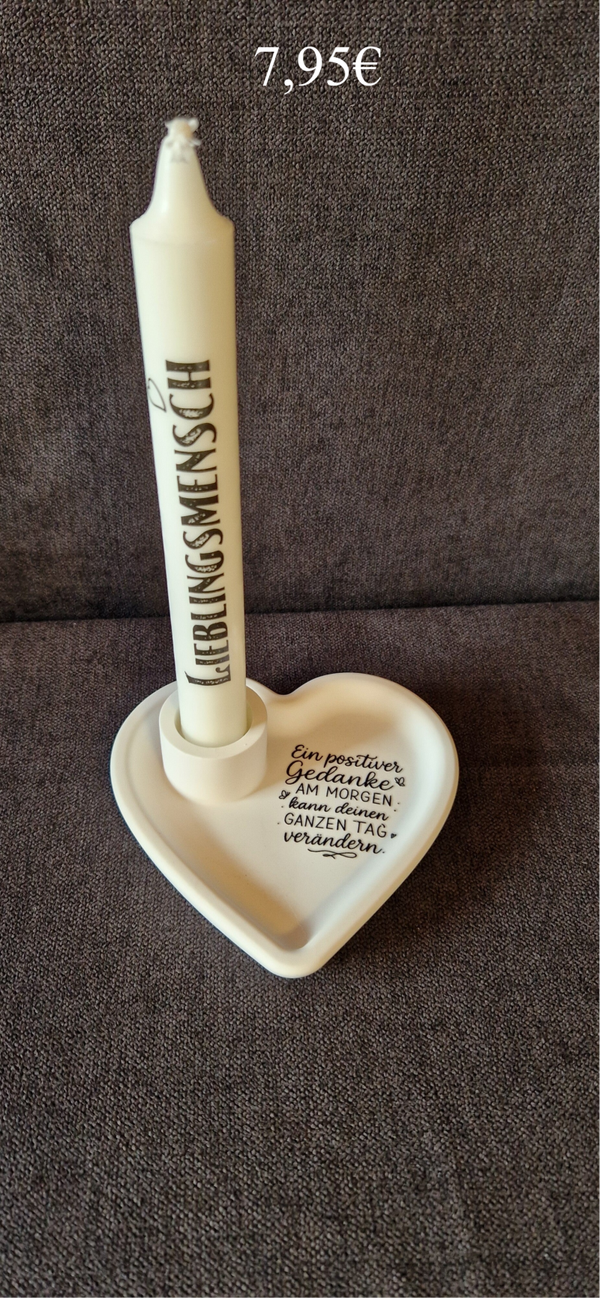 7,95€
LIEBLINGSMENSCH
Ein positiver
Gedanke
AM MORGEN
kann deinen
GANZEN TAG
verändern.